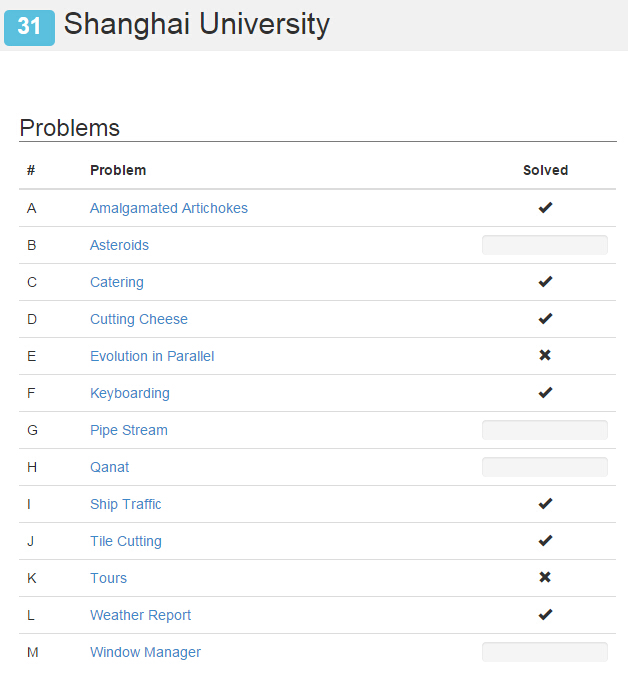 31 Shanghai University
Problems
# Problem Solved
A Amalgamated Artichokes ✔
B Asteroids
C Catering ✔
D Cutting Cheese ✔
E Evolution in Parallel ✖
F Keyboarding ✔
G Pipe Stream
H Qanat
I Ship Traffic ✔
J Tile Cutting ✔
K Tours ✖
L Weather Report ✔
M Window Manager